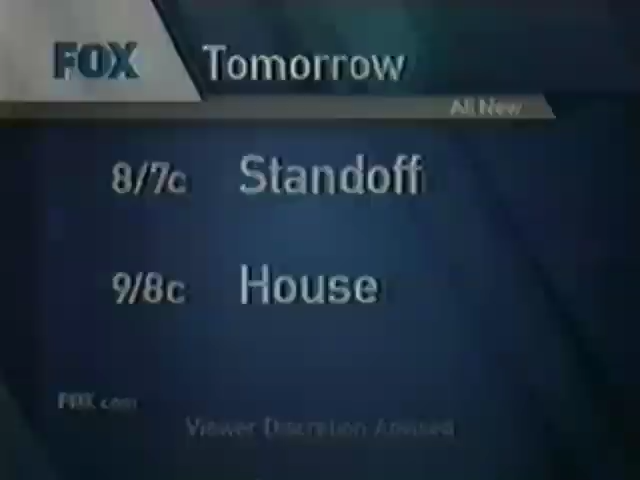 FOX Tomorrow
All New
8/7c Standoff
9/8c House
FOX.com
Viewer Discretion Advised